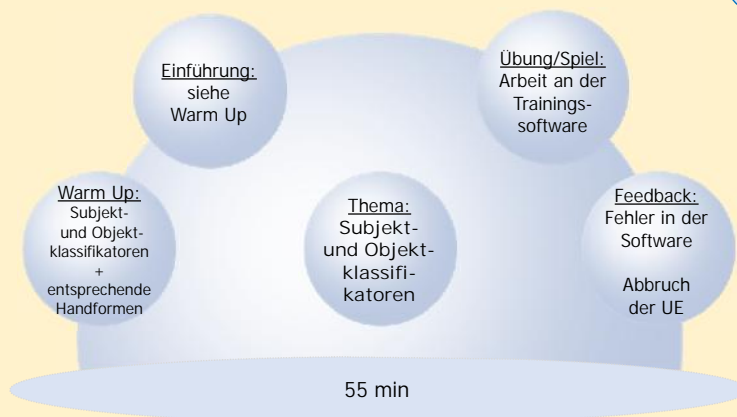 Einführung:
siehe
Warm Up
Übung/Spiel:
Arbeit an der
Trainings-
software
Warm Up:
Subjekt-
und Objekt-
klassifikatoren
+
entsprechende
Handformen
Thema:
Subjekt-
und Objekt-
klassifi-
katoren
Feedback:
Fehler in der
Software
Abbruch
der UE
55 min